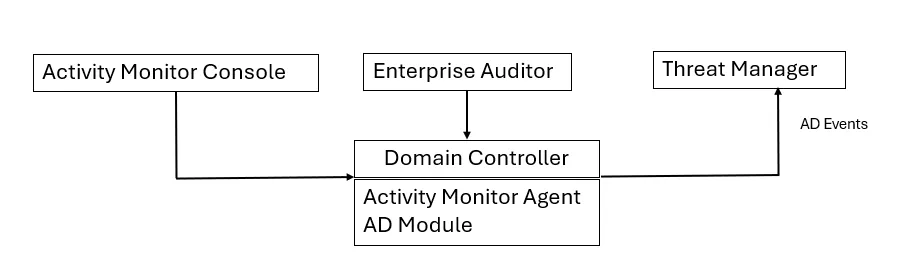 Activity Monitor Console
Enterprise Auditor
Threat Manager
AD Events
Domain Controller
Activity Monitor Agent
AD Module